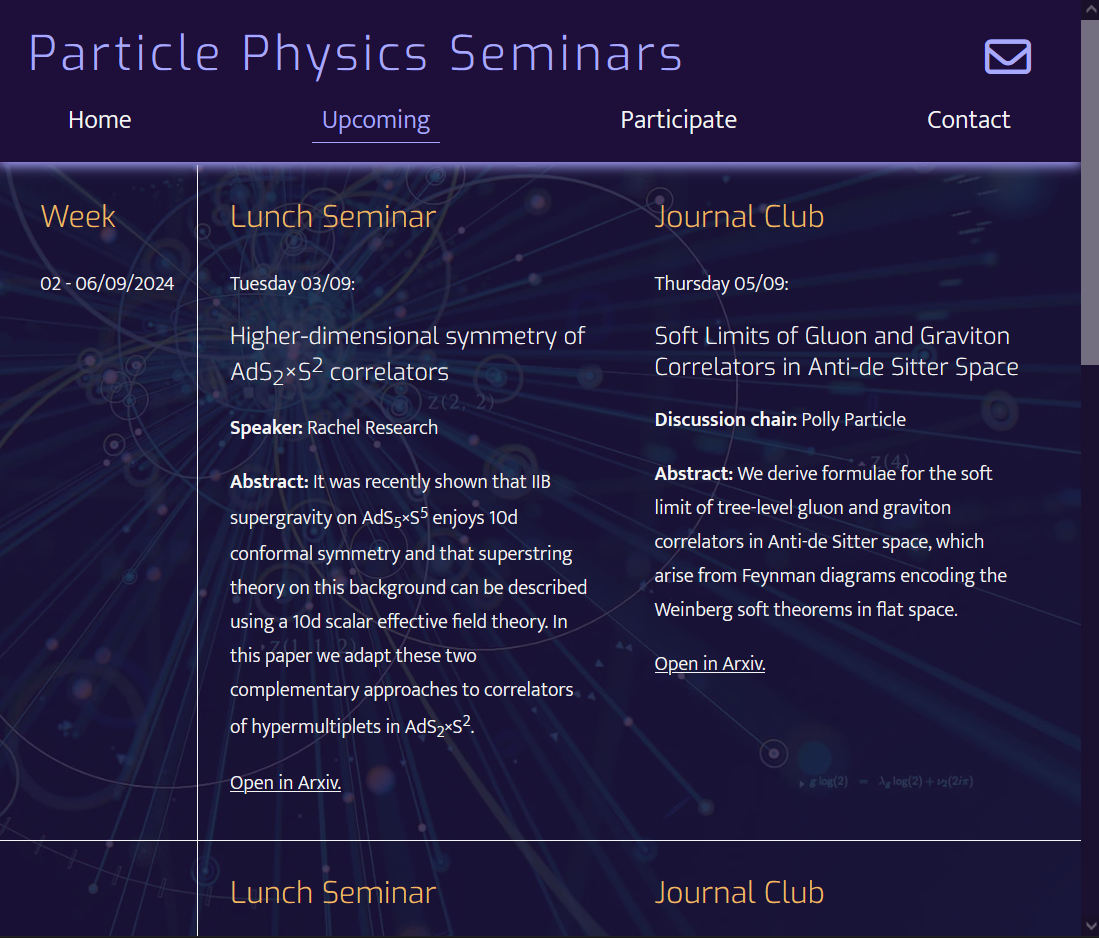 Particle Physics Seminars
Home
Upcoming
Participate
Contact
Week
02 - 06/09/2024
Lunch Seminar
Tuesday 03/09:
Higher-dimensional symmetry of
AdS₂×S² correlators
Speaker: Rachel Research
Abstract: It was recently shown that IIB
supergravity on AdS₅×S⁵ enjoys 10d
conformal symmetry and that superstring
theory on this background can be described
using a 10d scalar effective field theory. In
this paper we adapt these two
complementary approaches to correlators
of hypermultiplets in AdS₂×S².
Open in Arxiv.
Journal Club
Thursday 05/09:
Soft Limits of Gluon and Graviton
Correlators in Anti-de Sitter Space
Discussion chair: Polly Particle
Abstract: We derive formulae for the soft
limit of tree-level gluon and graviton
correlators in Anti-de Sitter space, which
arise from Feynman diagrams encoding the
Weinberg soft theorems in flat space.
Open in Arxiv.
z(2, 2)
z(4)
Lunch Seminar
Journal Club